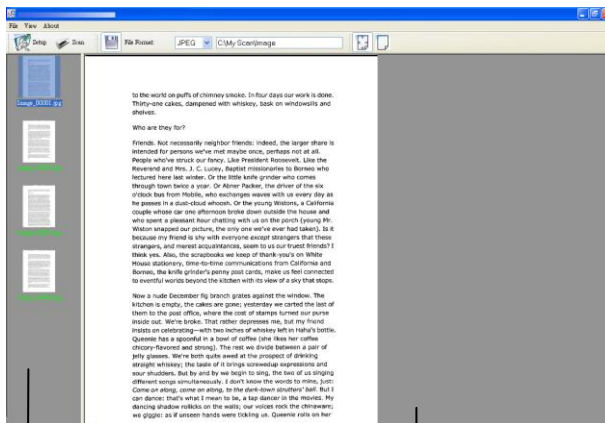 File View About
Setup Scan File Format: JPEG C:\My Scan\Image
Image_00001.jpg
to the world on puffs of chimney smoke. In four days our work is done.
Thirty-one cakes, dampened with whiskey, bask on windowsills and
shelves.
Who are they for?
Friends. Not necessarily neighbor friends: indeed, the larger share is
intended for persons we've met maybe once, perhaps not at all.
People who've struck our fancy. Like President Roosevelt. Like the
Reverend and Mrs. J. C. Lucey, Baptist missionaries to Borneo who
lectured here last winter. Or the little knife grinder who comes
through town twice a year. Or Abner Packer, the driver of the six
o'clock bus from Mobile, who exchanges waves with us every day as
he passes in a dust-cloud whoosh. Or the young Wistons, a California
couple whose car one afternoon broke down outside the house and
who spent a pleasant hour chatting with us on the porch (young Mr.
Wiston snapped our picture, the only one we've ever had taken). Is it
because my friend is shy with everyone except strangers that these
strangers, and merest acquaintances, seem to us our truest friends? I
think yes. Also, the scrapbooks we keep of thank-you's on White
House stationery, time-to-time communications from California and
Borneo, the knife grinder's penny post cards, make us feel connected
to eventful worlds beyond the kitchen with its view of a sky that stops.
Now a nude December fig branch grates against the window. The
kitchen is empty, the cakes are gone; yesterday we carted the last of
them to the post office, where the cost of stamps turned our purse
inside out. We're broke. That rather depresses me, but my friend
insists on celebrating—with two inches of whiskey left in Haha's bottle.
Queenie has a spoonful in a bowl of coffee (she likes her coffee
chicory-flavored and strong). The rest we divide between a pair of
jelly glasses. We're both quite awed at the prospect of drinking
straight whiskey; the taste of it brings screwedup expressions and
sour shudders. But by and by we begin to sing, the two of us singing
different songs simultaneously. I don't know the words to mine, just:
Come on along, come on along, to the dark-town strutters' ball. But I
can dance: that's what I mean to be, a tap dancer in the movies. My
dancing shadow rollicks on the walls; our voices rock the chinaware;
we giggle: as if unseen hands were tickling us. Queenie rolls on her